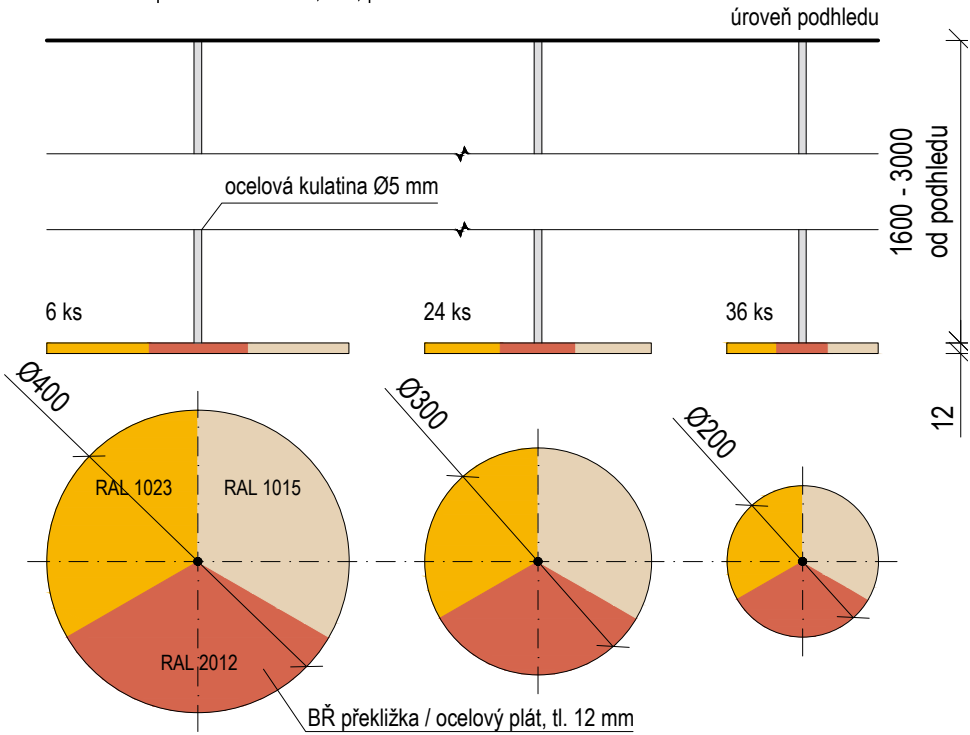 úroveň podhledu
ocelová kulatina Ø5 mm
1600 - 3000
od podhledu
6 ks
24 ks
36 ks
12
Ø400
Ø300
Ø200
RAL 1023
RAL 1015
RAL 2012
BŘ překližka / ocelový plát, tl. 12 mm